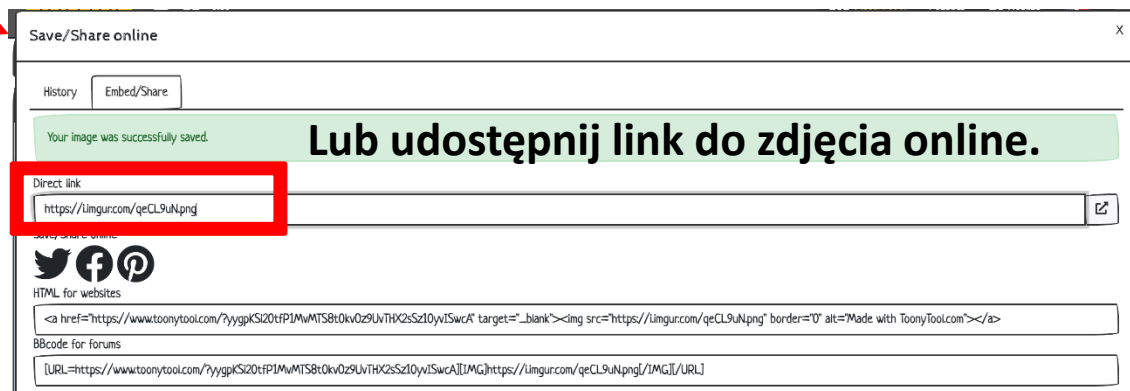 Save/Share online
X
History
Embed/Share
Your image was successfully saved.
Lub udostępnij link do zdjęcia online.
Direct link
https://i.imgur.com/qeCL9uN.png
Save/Share online
HTML for websites
<a href="https://www.toonytool.com/?yygpKSi20tfP1MvMTS8t0kvOz9UvTHX2sSz10yvISwcA" target="_blank"><img src="https://i.imgur.com/qeCL9uN.png" border="0" alt="Made with ToonyTool.com"></a>
BBcode for forums
[URL=https://www.toonytool.com/?yygpKSi20tfP1MvMTS8t0kvOz9UvTHX2sSz10yvISwcA][IMG]https://i.imgur.com/qeCL9uN.png[/IMG][/URL]